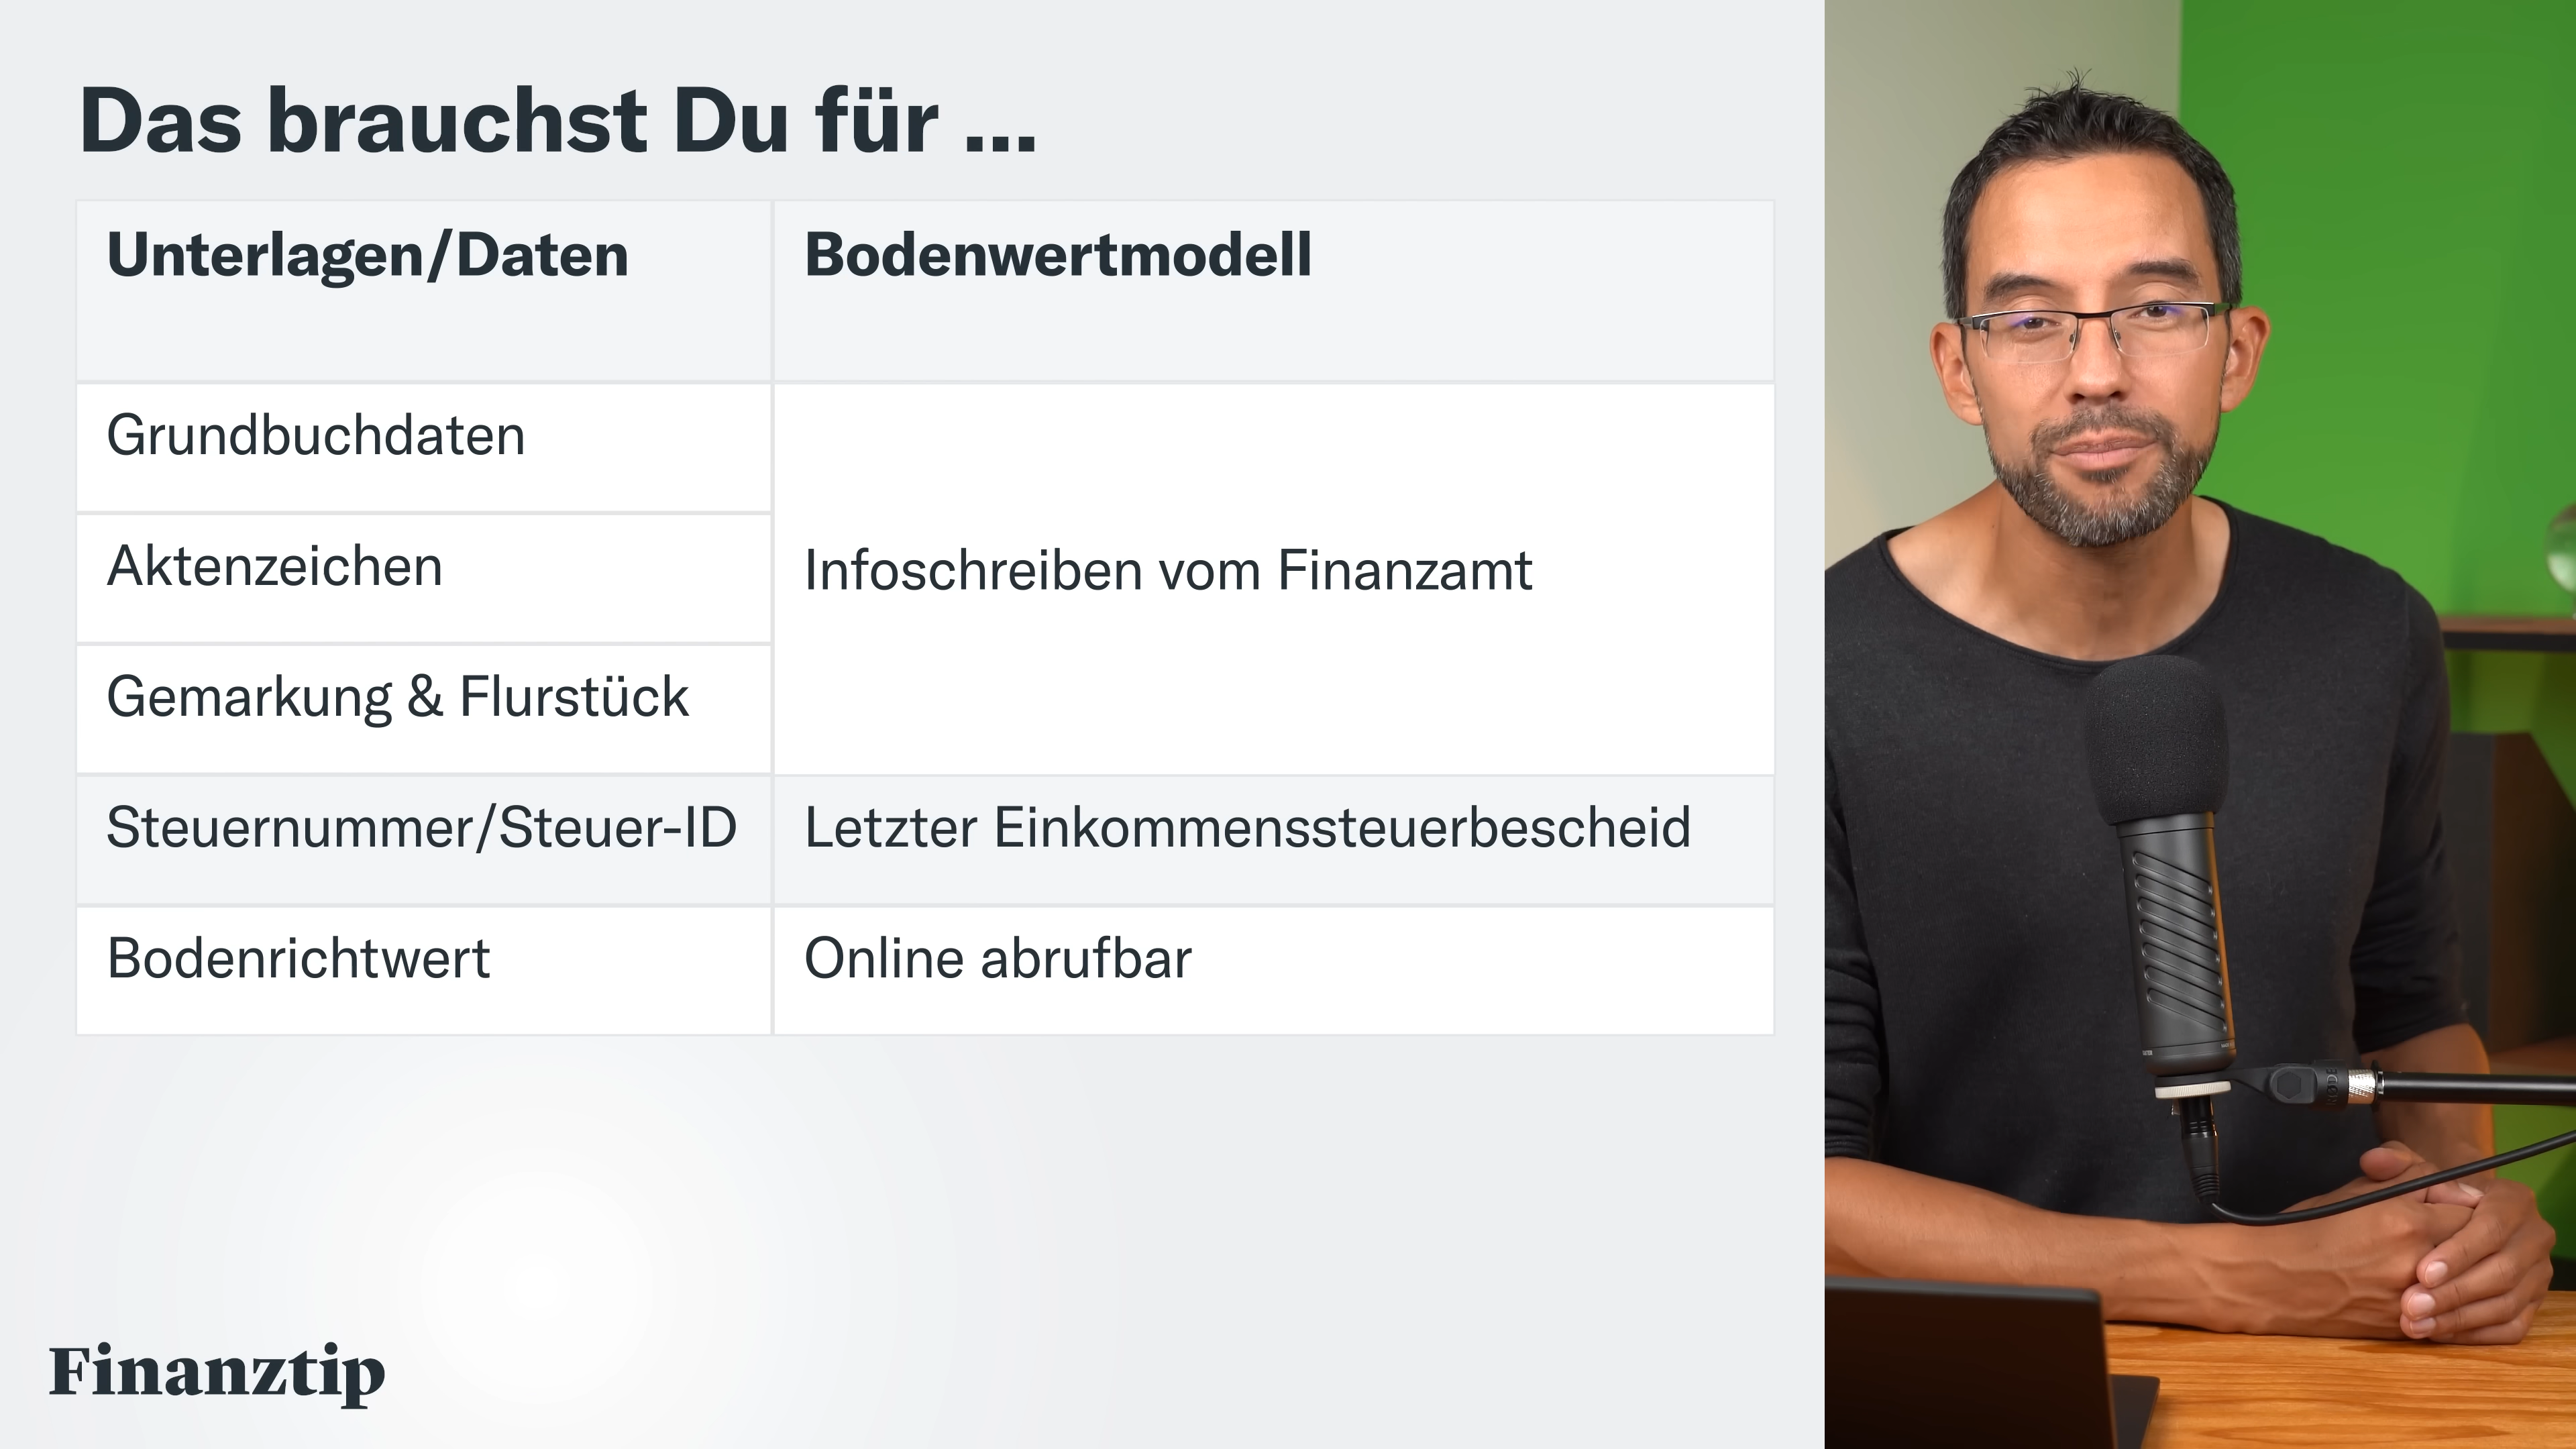 Das brauchst Du für ...
Unterlagen/Daten
Bodenwertmodell
Grundbuchdaten
Aktenzeichen
Infoschreiben vom Finanzamt
Gemarkung & Flurstück
Steuernummer/Steuer-ID
Letzter Einkommenssteuerbescheid
Bodenrichtwert
Online abrufbar
RØDE
Finanztip